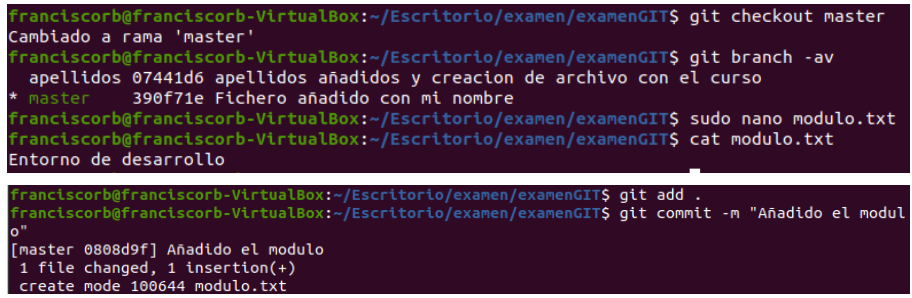 franciscorb@franciscorb-VirtualBox:~/Escritorio/examen/examenGIT$ git checkout master
Cambiado a rama 'master'
franciscorb@franciscorb-VirtualBox:~/Escritorio/examen/examenGIT$ git branch -av
  apellidos 07441d6 apellidos añadidos y creacion de archivo con el curso
* master    390f71e Fichero añadido con mi nombre
franciscorb@franciscorb-VirtualBox:~/Escritorio/examen/examenGIT$ sudo nano modulo.txt
franciscorb@franciscorb-VirtualBox:~/Escritorio/examen/examenGIT$ cat modulo.txt
Entorno de desarrollo
franciscorb@franciscorb-VirtualBox:~/Escritorio/examen/examenGIT$ git add .
franciscorb@franciscorb-VirtualBox:~/Escritorio/examen/examenGIT$ git commit -m "Añadido el modul
o"
[master 0808d9f] Añadido el modulo
 1 file changed, 1 insertion(+)
 create mode 100644 modulo.txt